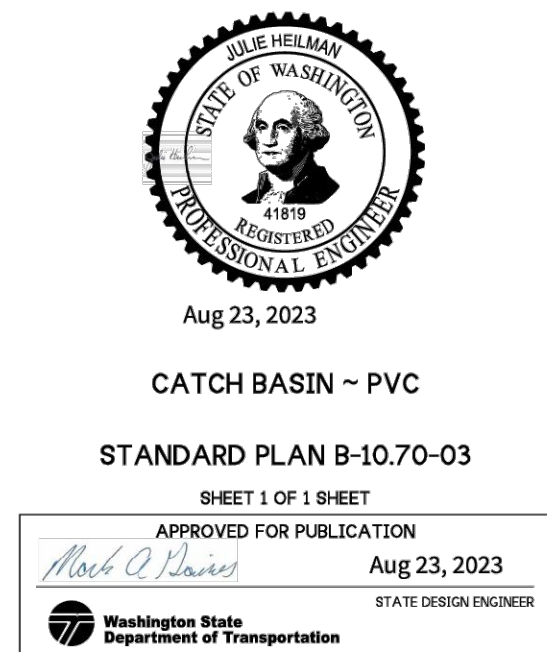 JULIE HEILMAN
STATE OF WASHINGTON
41819
REGISTERED
PROFESSIONAL ENGINEER
Aug 23, 2023
CATCH BASIN ~ PVC
STANDARD PLAN B-10.70-03
SHEET 1 OF 1 SHEET
APPROVED FOR PUBLICATION
Mark A Gaines
Aug 23, 2023
STATE DESIGN ENGINEER
Washington State
Department of Transportation